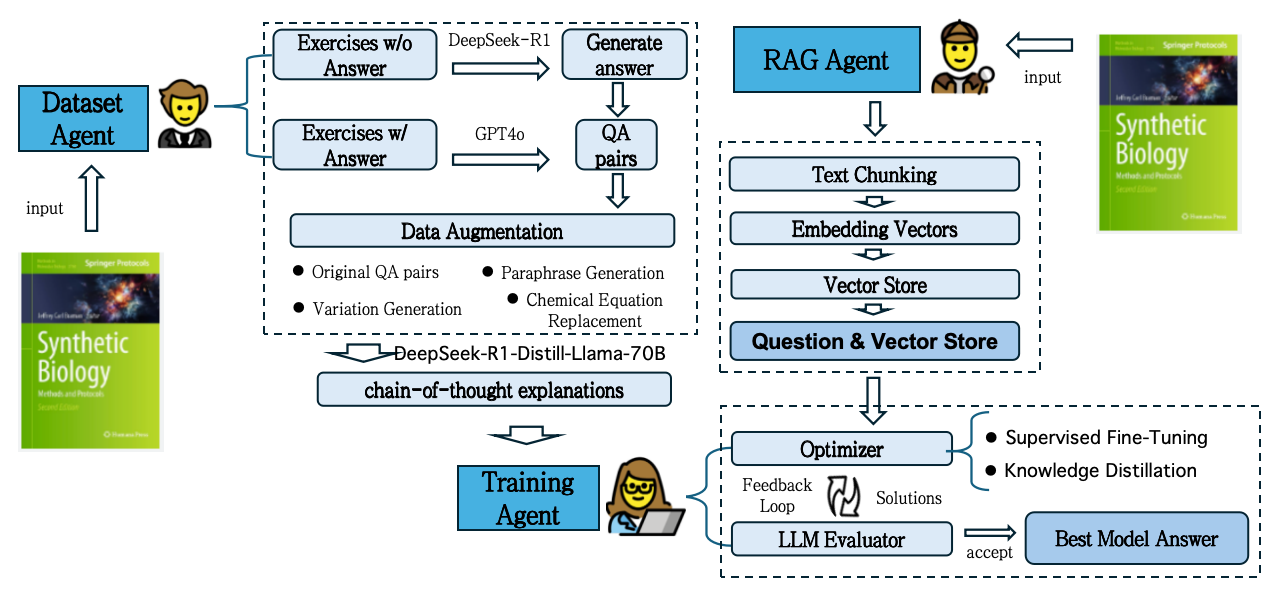 Dataset
Agent
input
Springer Protocols
Synthetic
Biology
Methods and Protocols
Second Edition
Humana Press
Exercises w/o
Answer
DeepSeek-R1
Generate
answer
Exercises w/
Answer
GPT4o
QA
pairs
Data Augmentation
● Original QA pairs
● Paraphrase Generation
● Variation Generation
● Chemical Equation
Replacement
DeepSeek-R1-Distill-Llama-70B
chain-of-thought explanations
Training
Agent
RAG Agent
input
Springer Protocols
Synthetic
Biology
Methods and Protocols
Second Edition
Humana Press
Text Chunking
Embedding Vectors
Vector Store
Question & Vector Store
Optimizer
● Supervised Fine-Tuning
● Knowledge Distillation
Feedback
Loop
Solutions
LLM Evaluator
accept
Best Model Answer